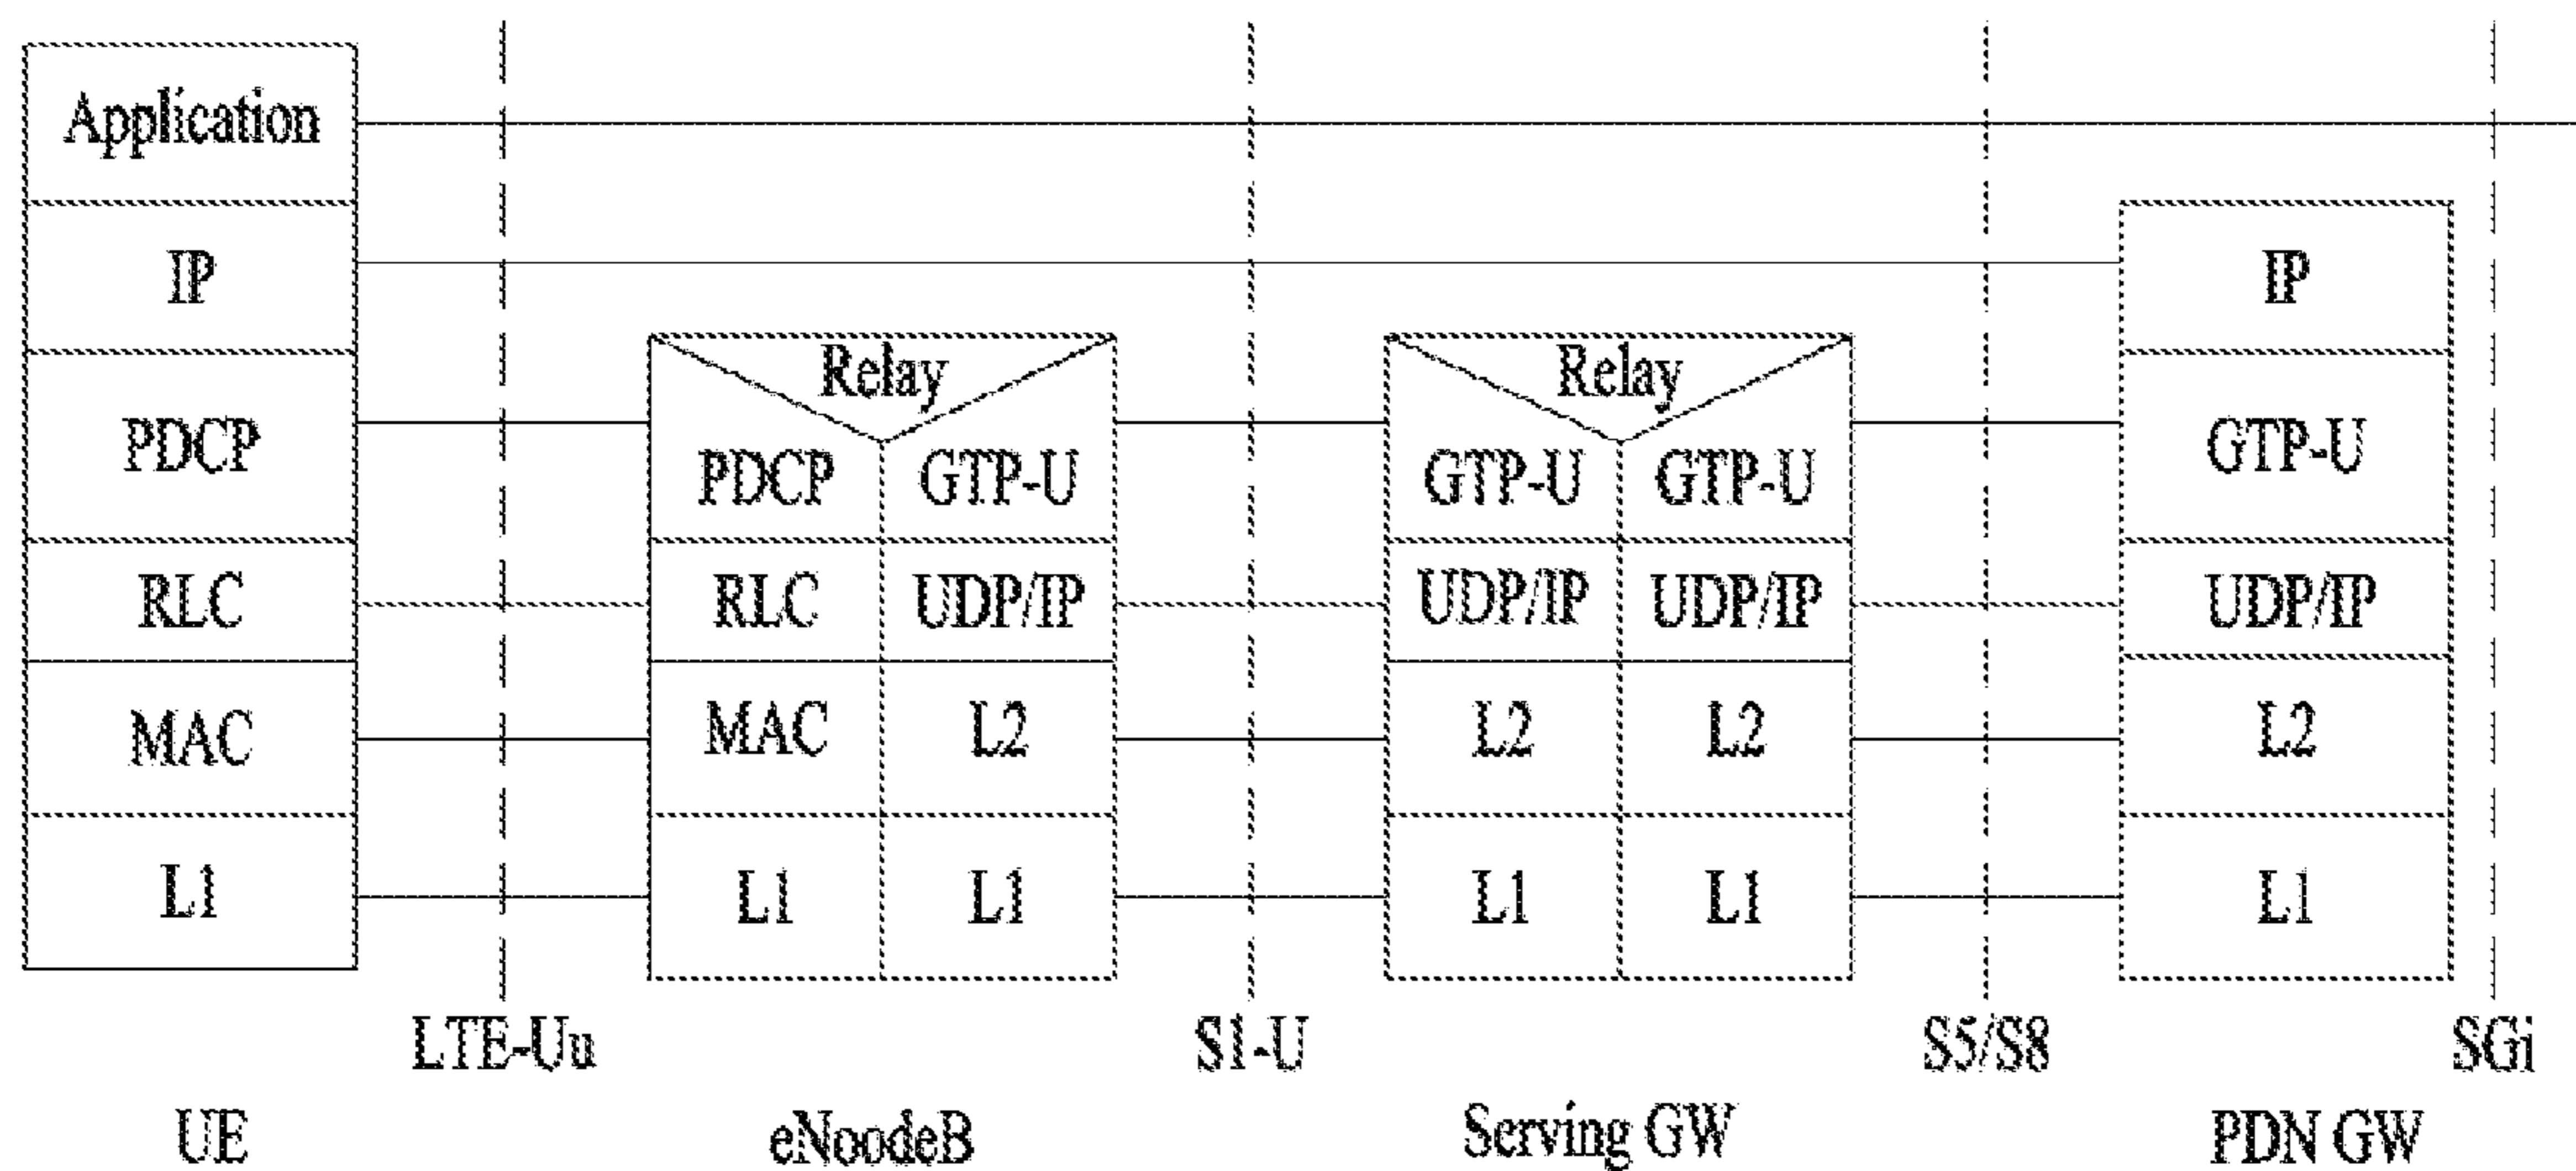 Application
IP
IP
Relay
Relay
PDCP
PDCP
GTP-U
GTP-U
GTP-U
GTP-U
RLC
RLC
UDP/IP
UDP/IP
UDP/IP
UDP/IP
MAC
MAC
L2
L2
L2
L2
L1
L1
L1
L1
L1
L1
LTE-Uu
S1-U
S5/S8
SGi
UE
eNoodeB
Serving GW
PDN GW